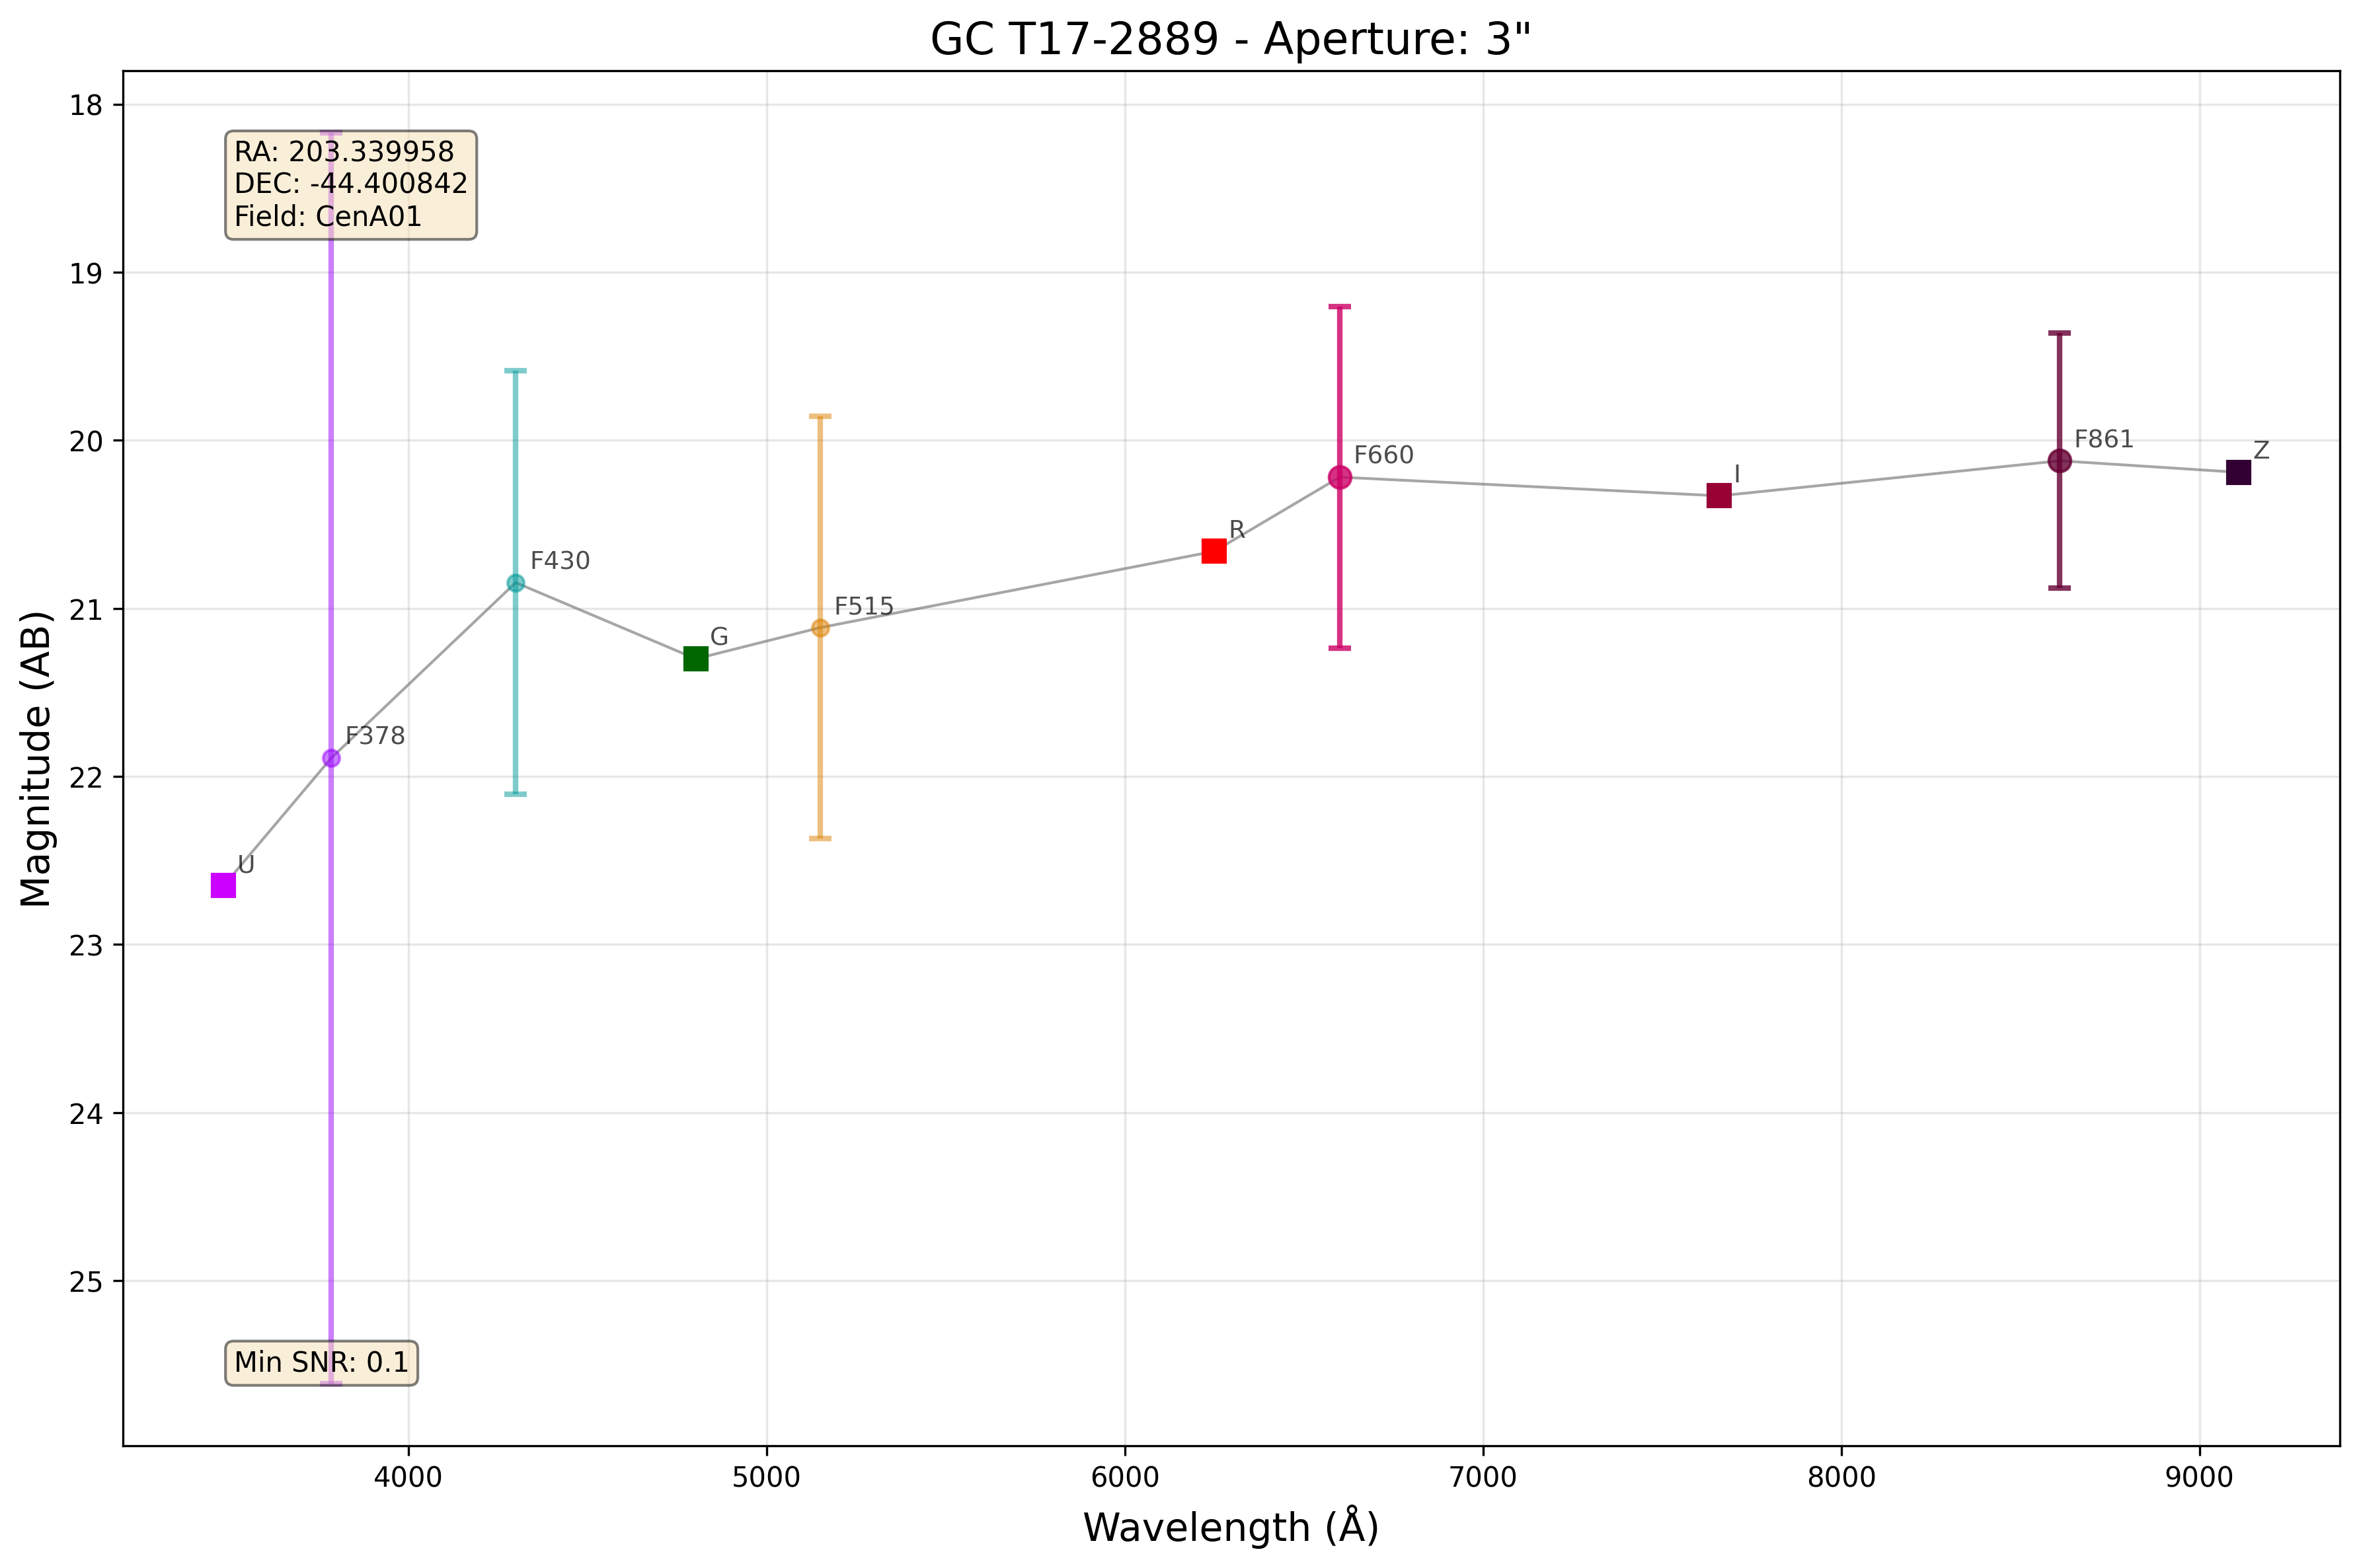 GC T17-2889 - Aperture: 3"
RA: 203.339958
DEC: -44.400842
Field: CenA01
Magnitude (AB)
18
19
20
21
22
23
24
25
U
F378
F430
G
F515
R
F660
I
F861
Z
Min SNR: 0.1
4000
5000
6000
7000
8000
9000
Wavelength (Å)